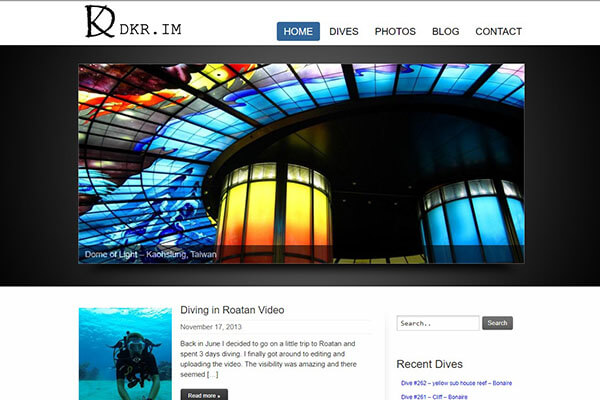 DKR.IM
HOME DIVES PHOTOS BLOG CONTACT
Dome of Light – Kaohsiung, Taiwan
Diving in Roatan Video
November 17, 2013
Back in June I decided to go on a little trip to Roatan and
spent 3 days diving. I finally got around to editing and
uploading the video. The visibility was amazing and there
seemed […]
Read more ▸
Search..
Search
Recent Dives
Dive #262 – yellow sub house reef – Bonaire
Dive #261 – Cliff – Bonaire